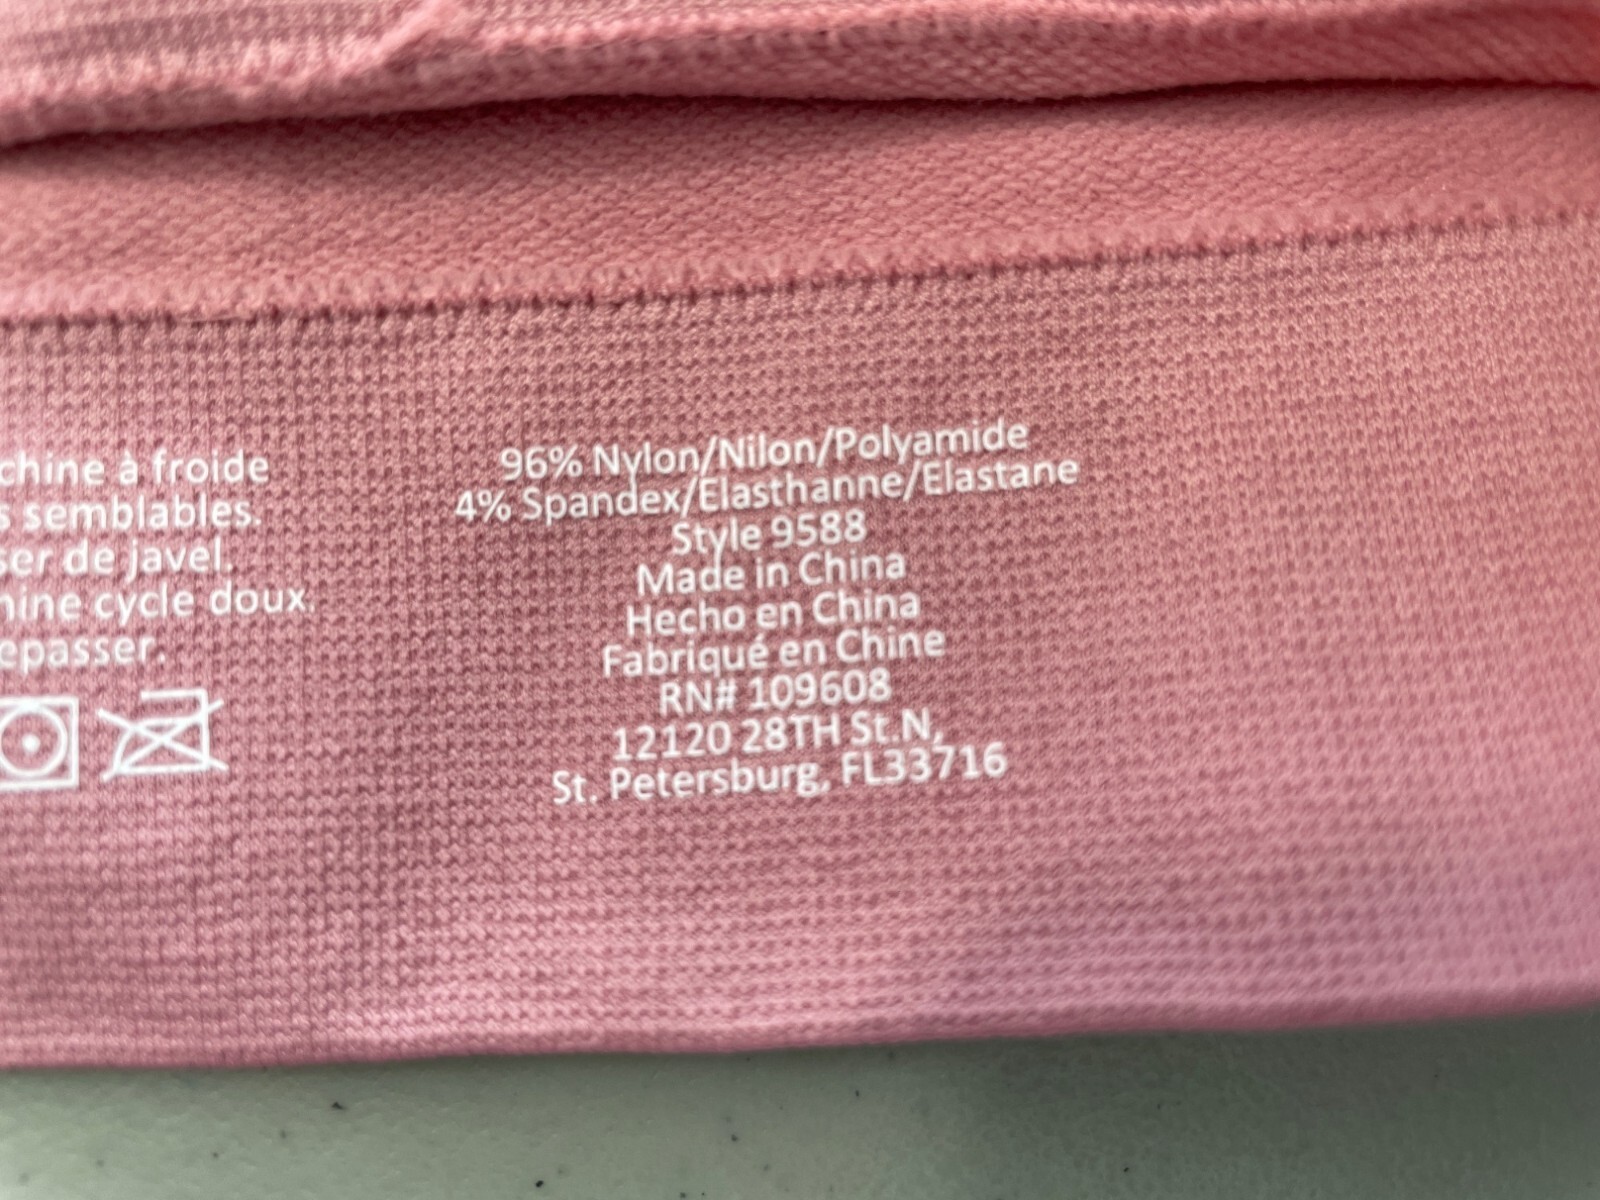 chine à froide
s semblables.
ser de javel.
hine cycle doux.
epasser.
96% Nylon/Nilon/Polyamide
4% Spandex/Elasthanne/Elastane
Style 9588
Made in China
Hecho en China
Fabriqué en Chine
RN# 109608
12120 28TH St.N,
St. Petersburg, FL33716